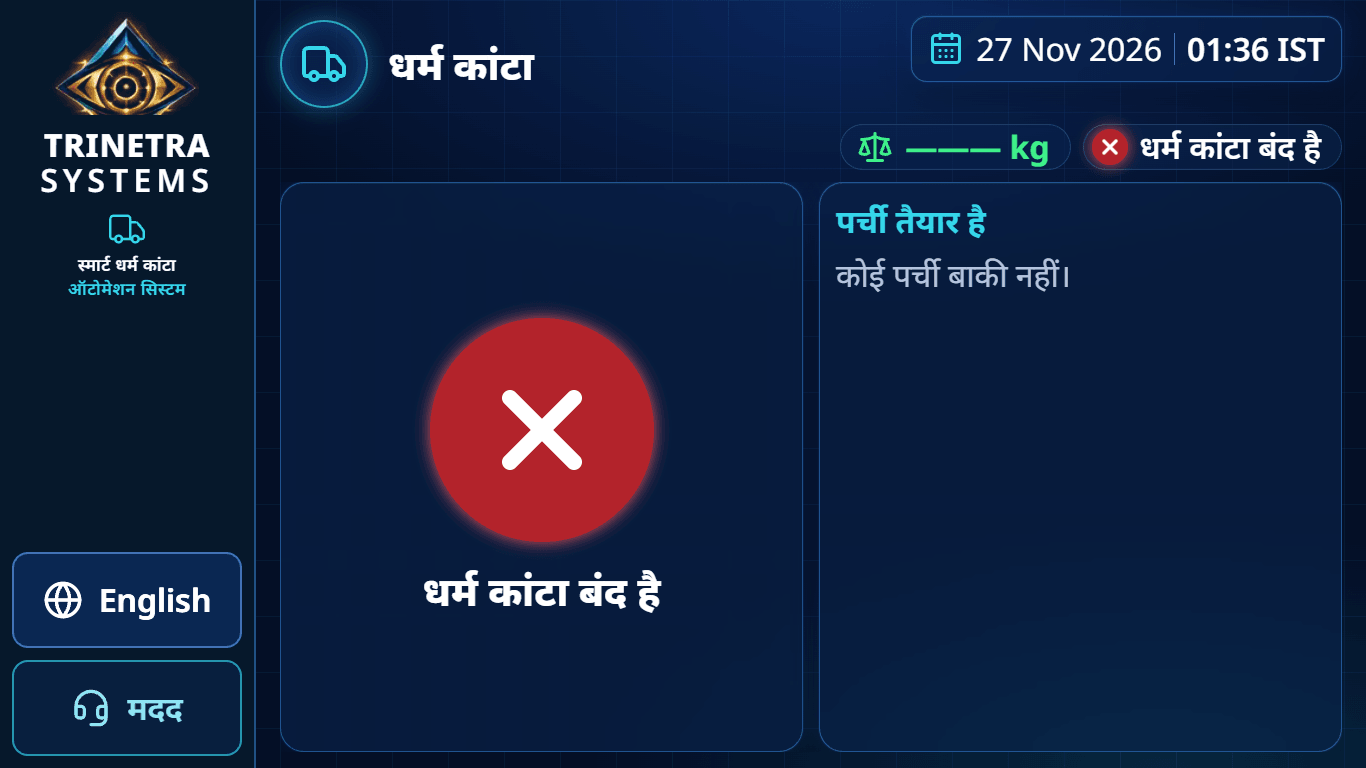 TRINETRA
SYSTEMS
स्मार्ट धर्म कांटा
ऑटोमेशन सिस्टम
English
मदद
धर्म कांटा
27 Nov 2026 01:36 IST
——— kg
धर्म कांटा बंद है
धर्म कांटा बंद है
पर्ची तैयार है
कोई पर्ची बाकी नहीं।